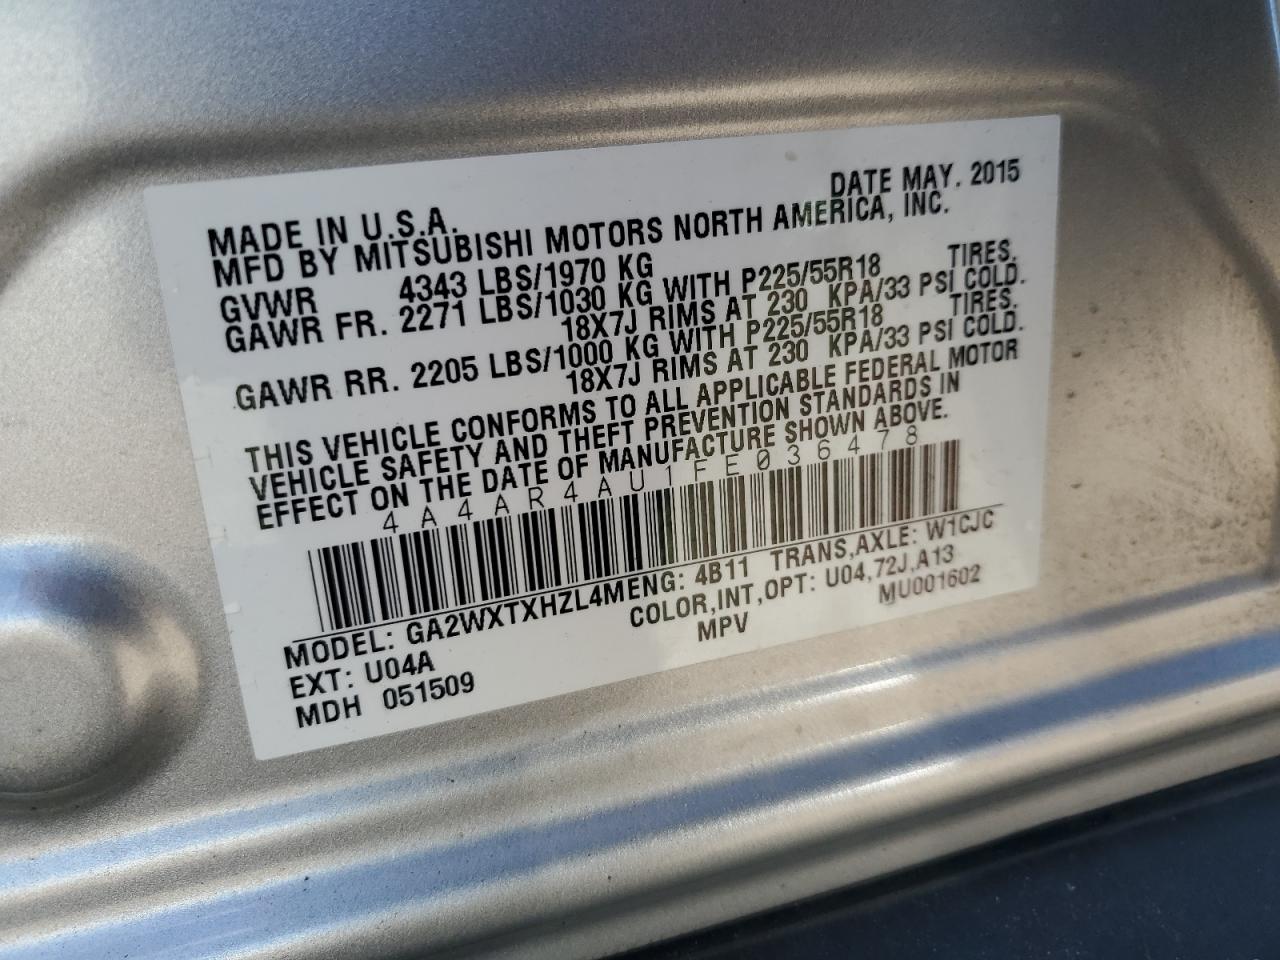 DATE MAY. 2015
MADE IN U.S.A.
MFD BY MITSUBISHI MOTORS NORTH AMERICA, INC.
GVWR 4343 LBS/1970 KG
GAWR FR. 2271 LBS/1030 KG WITH P225/55R18 TIRES.
18X7J RIMS AT 230 KPA/33 PSI COLD.
GAWR RR. 2205 LBS/1000 KG WITH P225/55R18 TIRES.
18X7J RIMS AT 230 KPA/33 PSI COLD.
THIS VEHICLE CONFORMS TO ALL APPLICABLE FEDERAL MOTOR
VEHICLE SAFETY AND THEFT PREVENTION STANDARDS IN
EFFECT ON THE DATE OF MANUFACTURE SHOWN ABOVE.
4A4AR4AU1FE036478
MODEL: GA2WXTXHZL4MENG: 4B11 TRANS,AXLE: W1CJC
EXT: U04A COLOR,INT,OPT: U04,72J,A13
MDH 051509 MPV MU001602